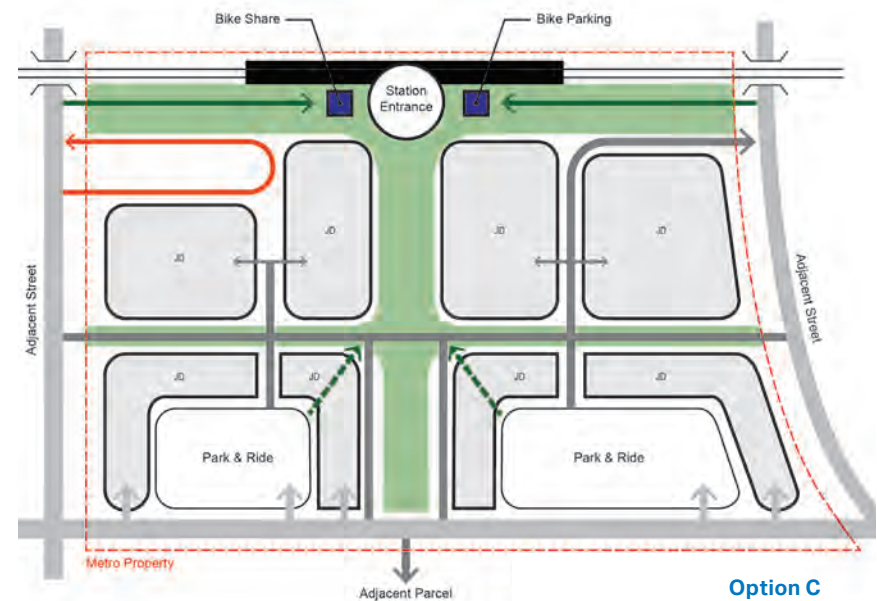 Bike Share
Bike Parking
Station
Entrance
JD
JD
JD
JD
Adjacent Street
Adjacent Street
JD
JD
JD
JD
Park & Ride
Park & Ride
Metro Property
Adjacent Parcel
Option C